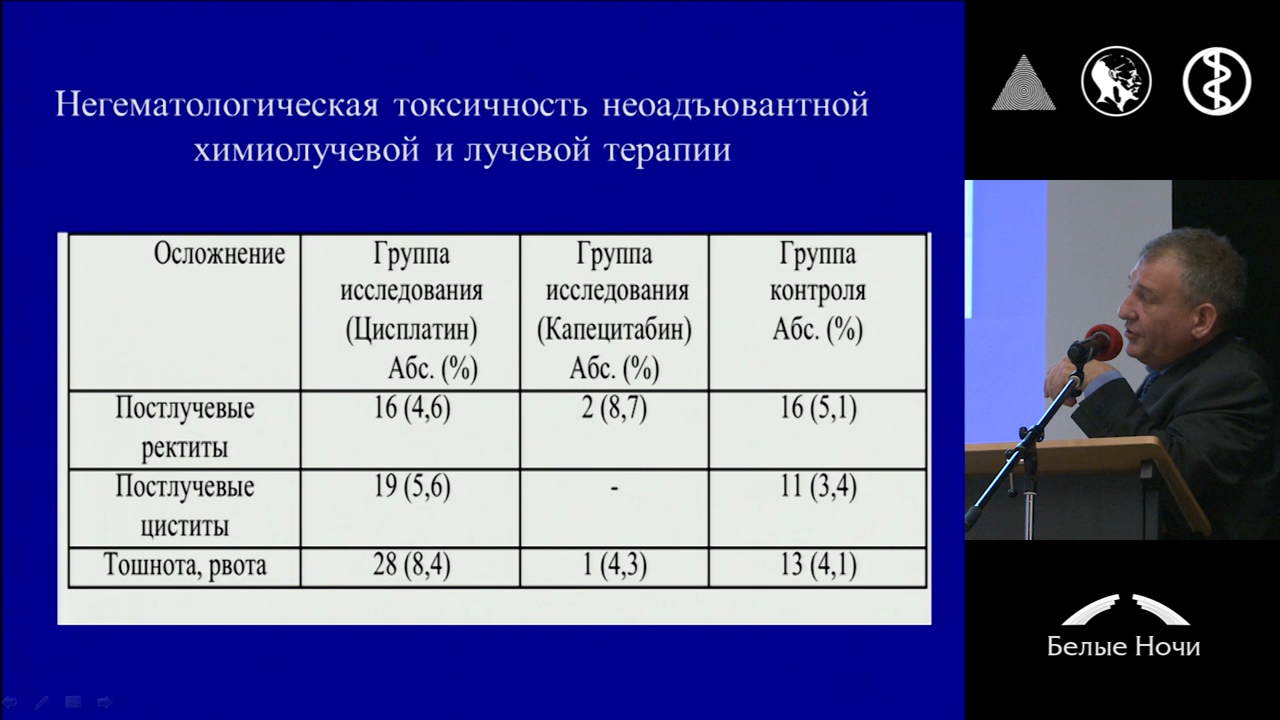 Негематологическая токсичность неоадъювантной
химиолучевой и лучевой терапии
Осложнение
Группа
исследования
(Цисплатин)
Абс. (%)
Группа
исследования
(Капецитабин)
Абс. (%)
Группа
контроля
Абс. (%)
Постлучевые
ректиты
16 (4,6)
2 (8,7)
16 (5,1)
Постлучевые
циститы
19 (5,6)
-
11 (3,4)
Тошнота, рвота
28 (8,4)
1 (4,3)
13 (4,1)
Белые Ночи